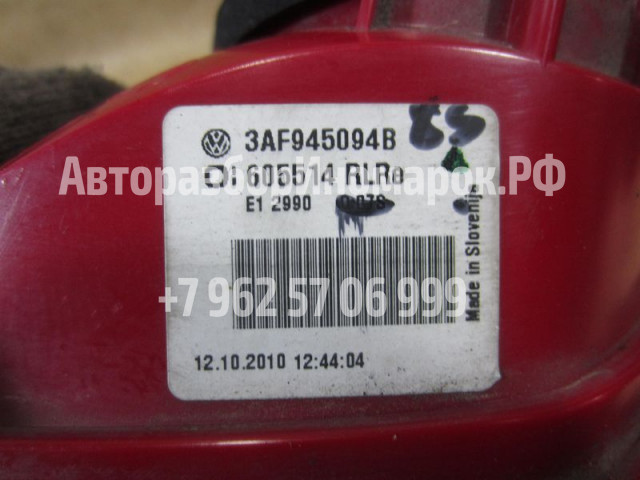 3AF945094B
605514 RLRe
E1 2990
АвторазборИномарок.РФ
+7 962 57 06 999
Made in Slovenija
12.10.2010 12:44:04